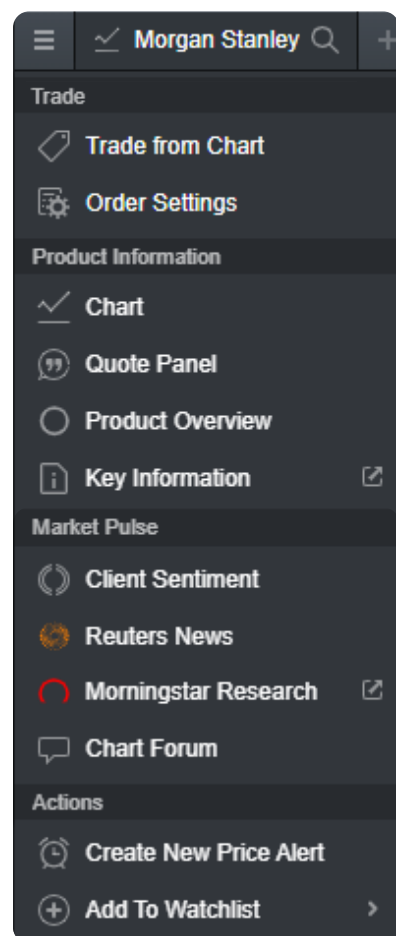 Morgan Stanley
Trade
Trade from Chart
Order Settings
Product Information
Chart
Quote Panel
Product Overview
Key Information
Market Pulse
Client Sentiment
Reuters News
Morningstar Research
Chart Forum
Actions
Create New Price Alert
Add To Watchlist